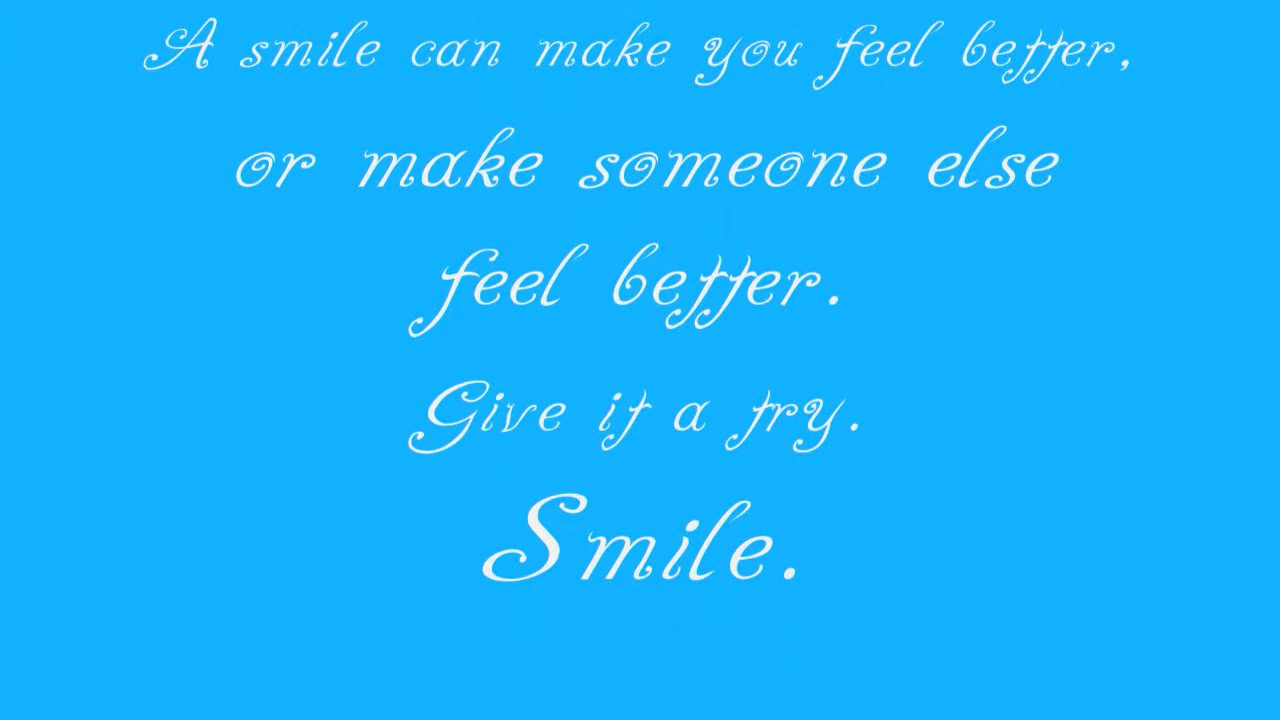 A smile can make you feel better,
or make someone else
feel better.
Give it a try.
Smile.